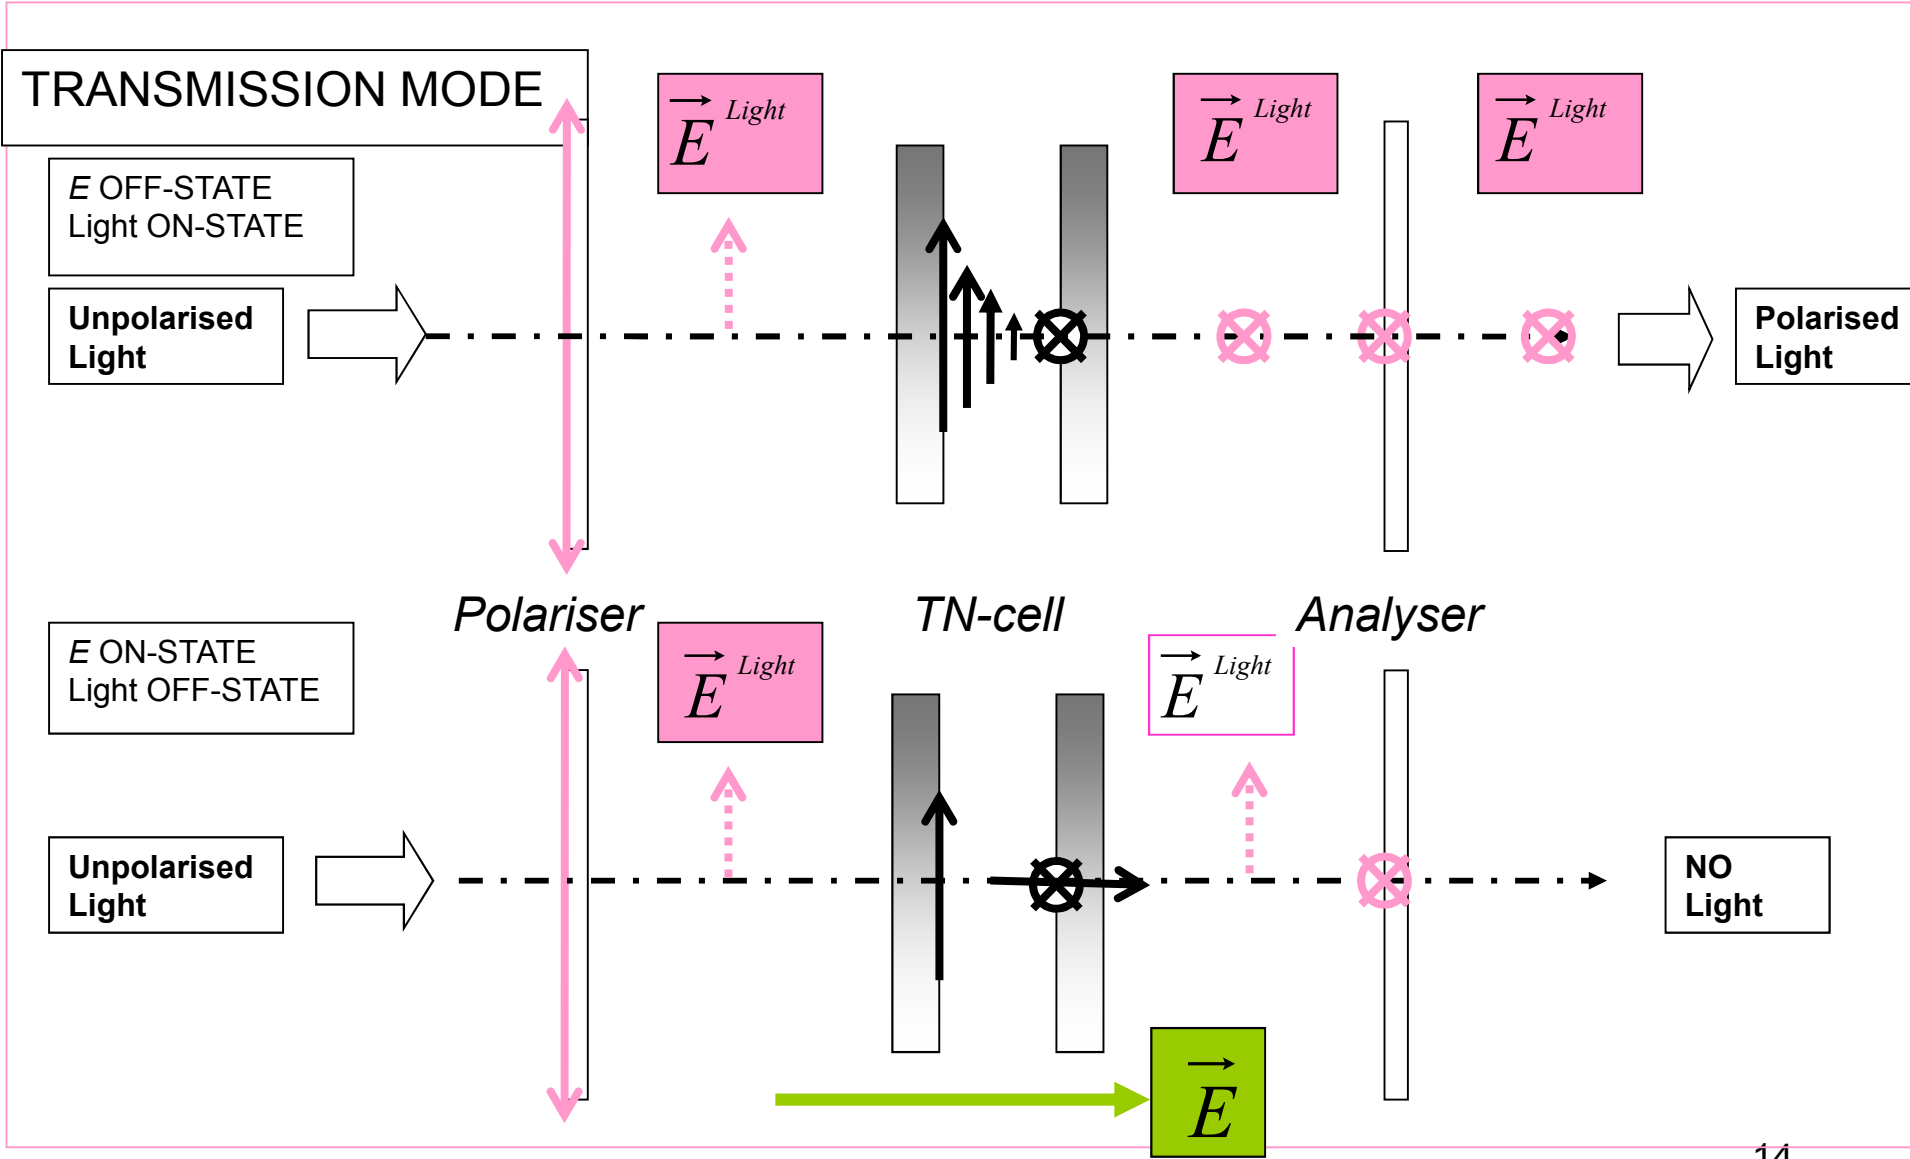 TRANSMISSION MODE
E Light
E Light
E Light
E OFF-STATE
Light ON-STATE
Unpolarised
Light
Polarised
Light
Polariser
TN-cell
Analyser
E ON-STATE
Light OFF-STATE
E Light
E Light
Unpolarised
Light
NO
Light
E
14